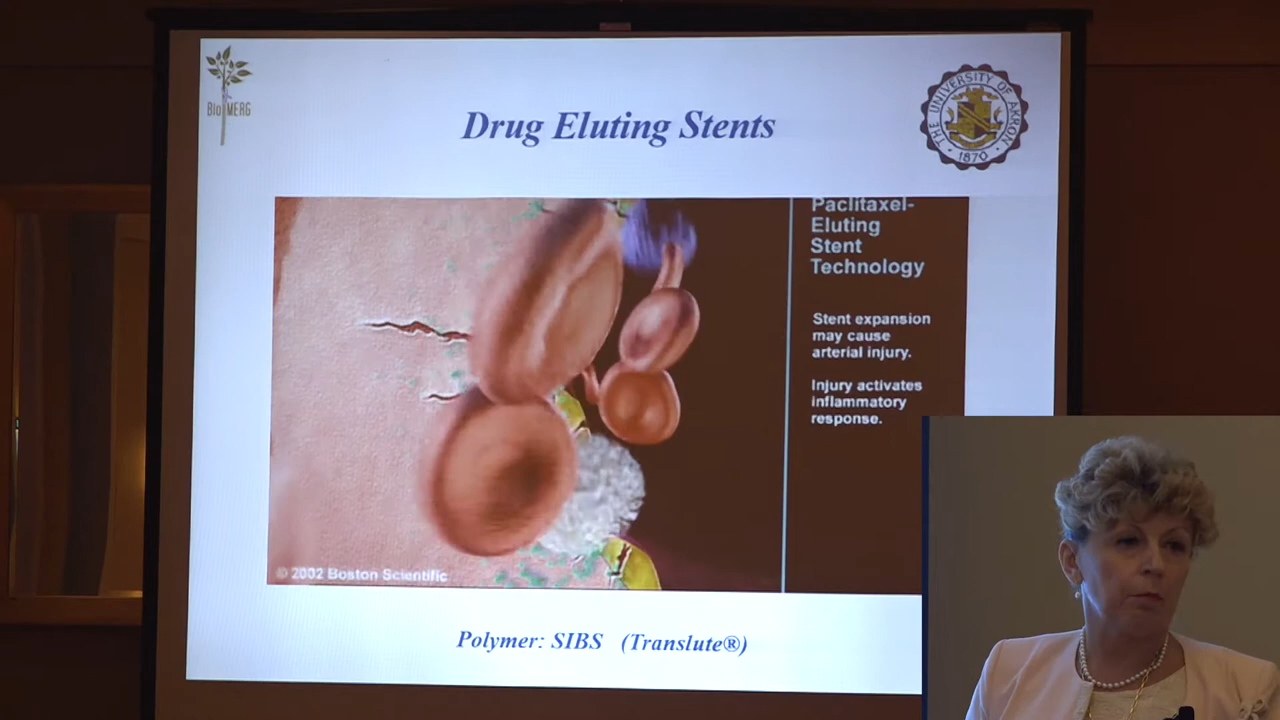 BioMERG
Drug Eluting Stents
THE UNIVERSITY OF AKRON
1870
Paclitaxel-
Eluting
Stent
Technology
Stent expansion
may cause
arterial injury.
Injury activates
inflammatory
response.
© 2002 Boston Scientific
Polymer: SIBS (Translute®)